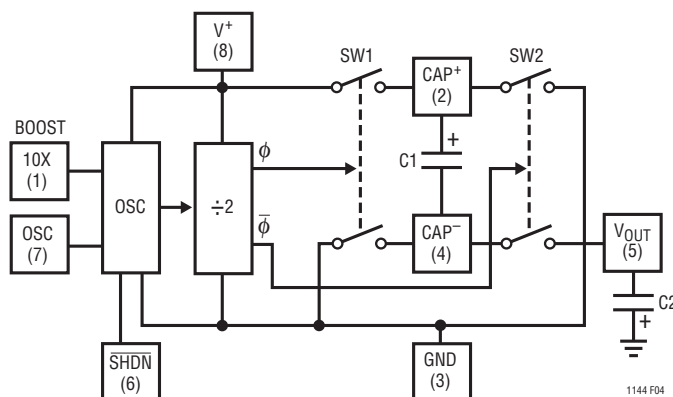 V+
(8)
SW1
CAP+
(2)
SW2
BOOST
10X
(1)
OSC
÷2
ϕ
ϕ̅
+
C1
OSC
(7)
CAP−
(4)
VOUT
(5)
C2
+
S̅H̅D̅N̅
(6)
GND
(3)
1144 F04